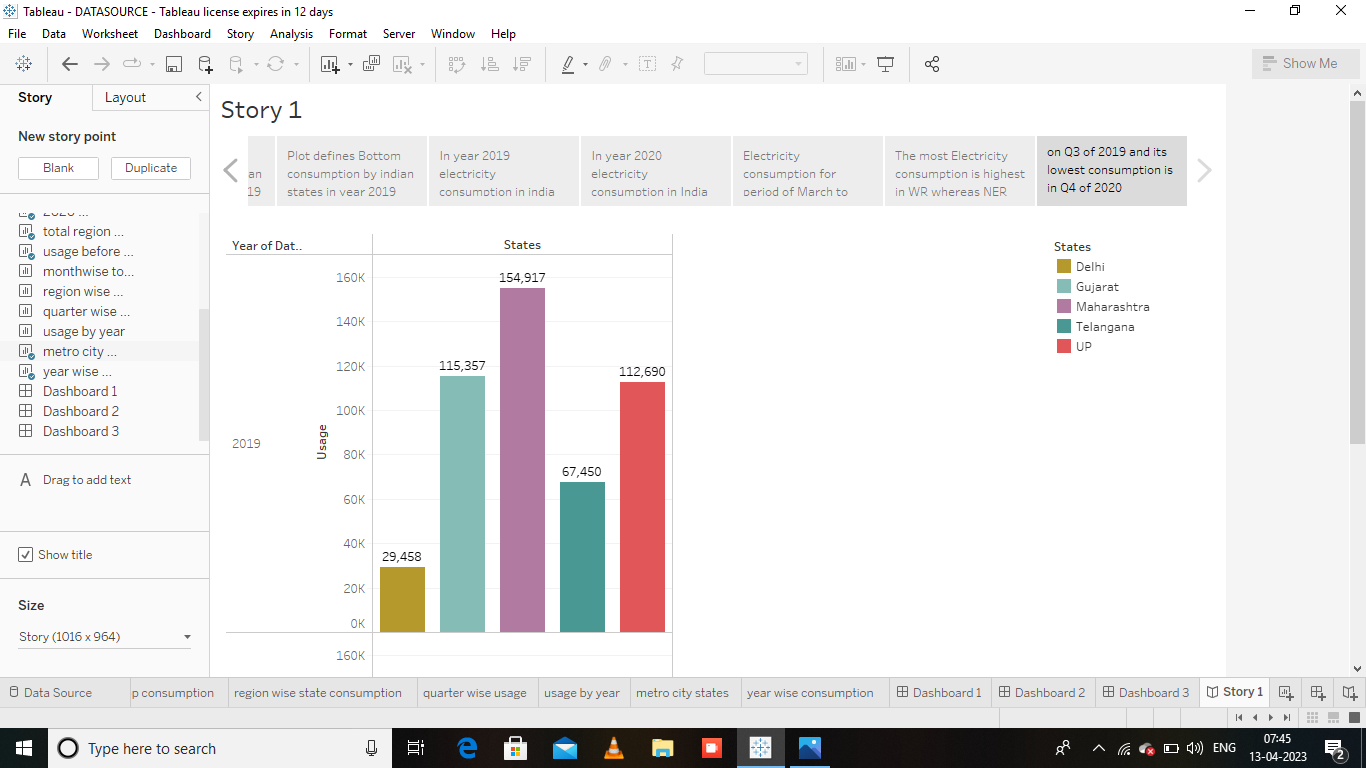 Tableau - DATASOURCE - Tableau license expires in 12 days
File Data Worksheet Dashboard Story Analysis Format Server Window Help
Show Me
Story Layout
New story point
Blank Duplicate
total region ...
usage before ...
monthwise to...
region wise ...
quarter wise ...
usage by year
metro city ...
year wise ...
Dashboard 1
Dashboard 2
Dashboard 3
A Drag to add text
Show title
Size
Story (1016 x 964)
Story 1
an
19
Plot defines Bottom
consumption by indian
states in year 2019
In year 2019
electricity
consumption in india
In year 2020
electricity
consumption in India
Electricity
consumption for
period of March to
The most Electricity
consumption is highest
in WR whereas NER
on Q3 of 2019 and its
lowest consumption is
in Q4 of 2020
Year of Dat..
States
2019
Usage
160K
140K
120K
100K
80K
60K
40K
20K
0K
160K
29,458
115,357
154,917
67,450
112,690
States
Delhi
Gujarat
Maharashtra
Telangana
UP
Data Source p consumption region wise state consumption quarter wise usage usage by year metro city states year wise consumption Dashboard 1 Dashboard 2 Dashboard 3 Story 1
Type here to search
ENG
07:45
13-04-2023
2